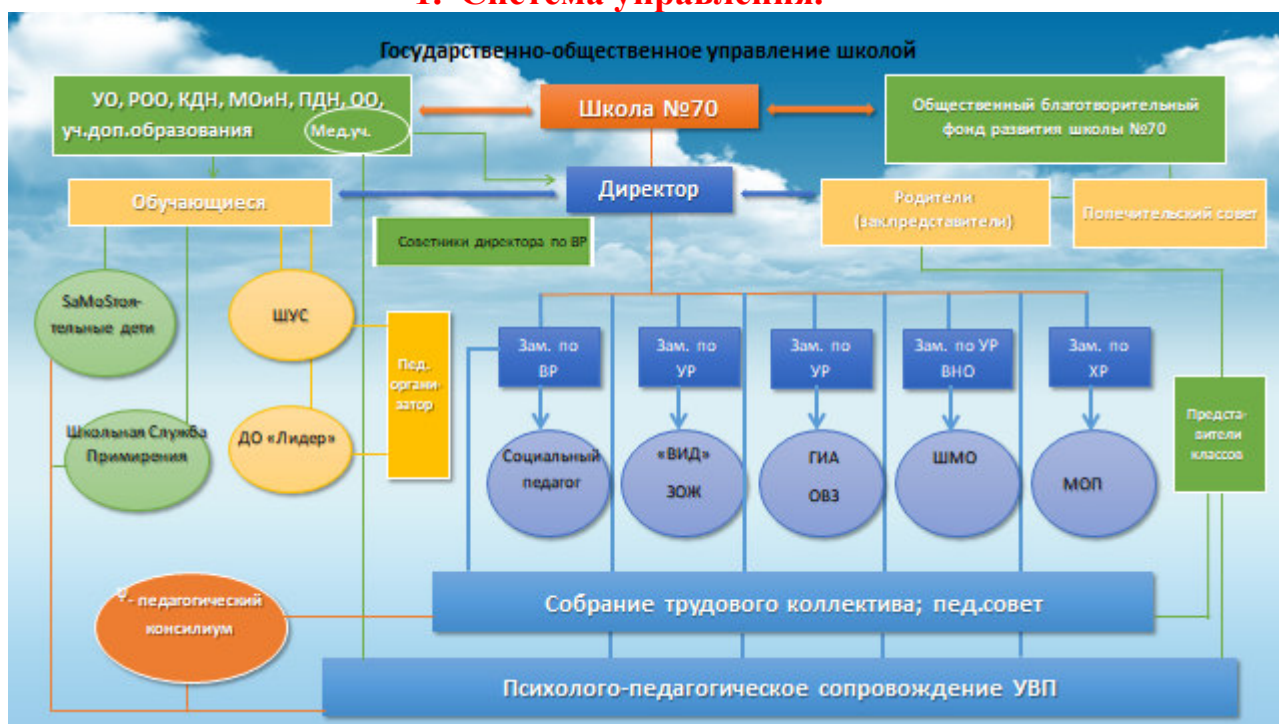 1. Система управления.
Государственно-общественное управление школой
УО, РОО, КДН, МОиН, ПДН, ОО,
уч.доп.образования
Мед.уч.
Школа №70
Общественный благотворительный
фонд развития школы №70
Обучающиеся
Директор
Родители
(зак.представители)
Попечительский совет
Советники директора по ВР
SaMoStoя-
тельные дети
ШУС
Пед.
органи-
затор
Школьная Служба
Примирения
ДО «Лидер»
Зам. по
ВР
Зам. по
УР
Зам. по
УР
Зам. по УР
ВНО
Зам. по
ХР
Социальный
педагог
«ВИД»
ЗОЖ
ГИА
ОВЗ
ШМО
МОП
Предста-
вители
классов
Ψ- педагогический
консилиум
Собрание трудового коллектива; пед.совет
Психолого-педагогическое сопровождение УВП